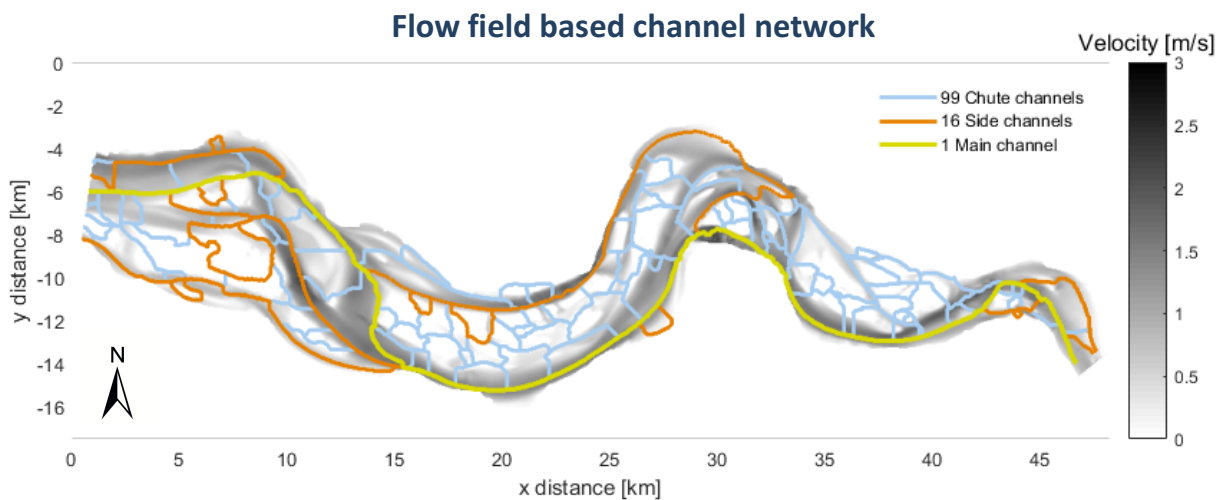 Flow field based channel network
Velocity [m/s]
0
-2
-4
-6
-8
-10
-12
-14
-16
y distance [km]
99 Chute channels
16 Side channels
1 Main channel
3
2.5
2
1.5
1
0.5
0
N
0 5 10 15 20 25 30 35 40 45
x distance [km]